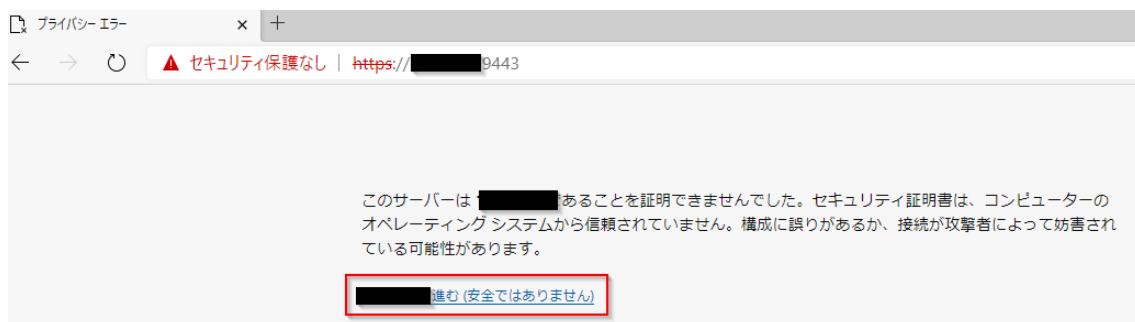 プライバシー エラー
セキュリティ保護なし | https://9443
このサーバーは あることを証明できませんでした。セキュリティ証明書は、コンピューターの
オペレーティング システムから信頼されていません。構成に誤りがあるか、接続が攻撃者によって妨害され
ている可能性があります。
進む (安全ではありません)